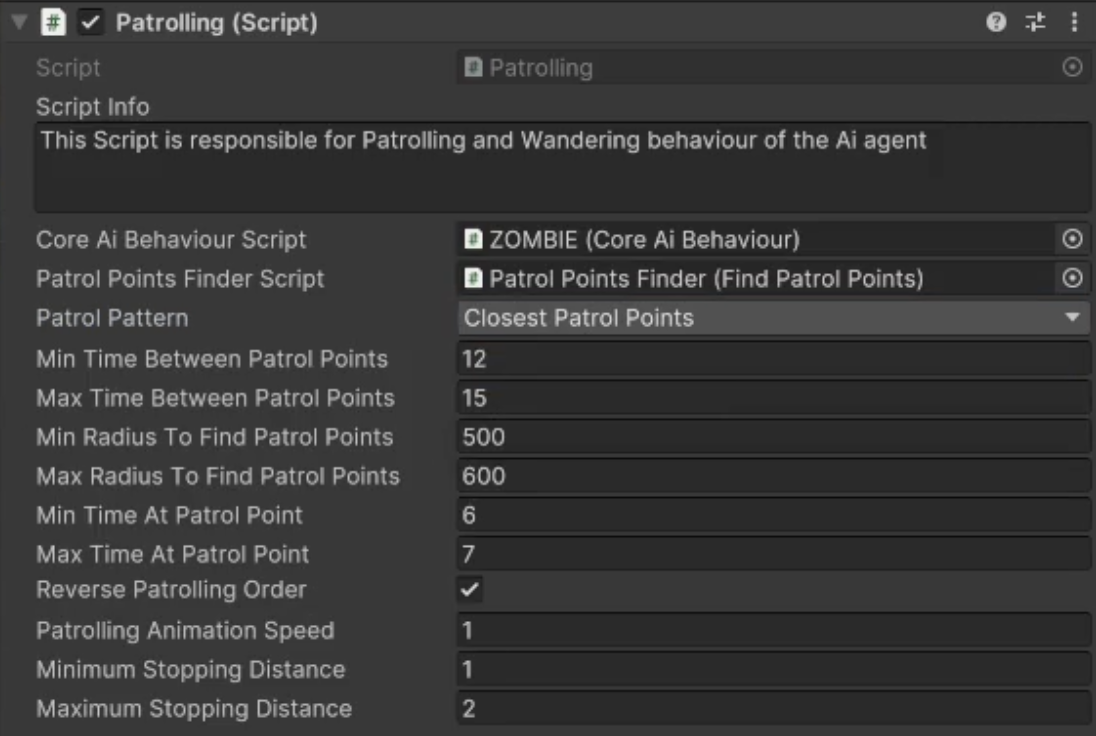 Patrolling (Script)
Script Patrolling
Script Info
This Script is responsible for Patrolling and Wandering behaviour of the Ai agent
Core Ai Behaviour Script ZOMBIE (Core Ai Behaviour)
Patrol Points Finder Script Patrol Points Finder (Find Patrol Points)
Patrol Pattern Closest Patrol Points
Min Time Between Patrol Points 12
Max Time Between Patrol Points 15
Min Radius To Find Patrol Points 500
Max Radius To Find Patrol Points 600
Min Time At Patrol Point 6
Max Time At Patrol Point 7
Reverse Patrolling Order
Patrolling Animation Speed 1
Minimum Stopping Distance 1
Maximum Stopping Distance 2